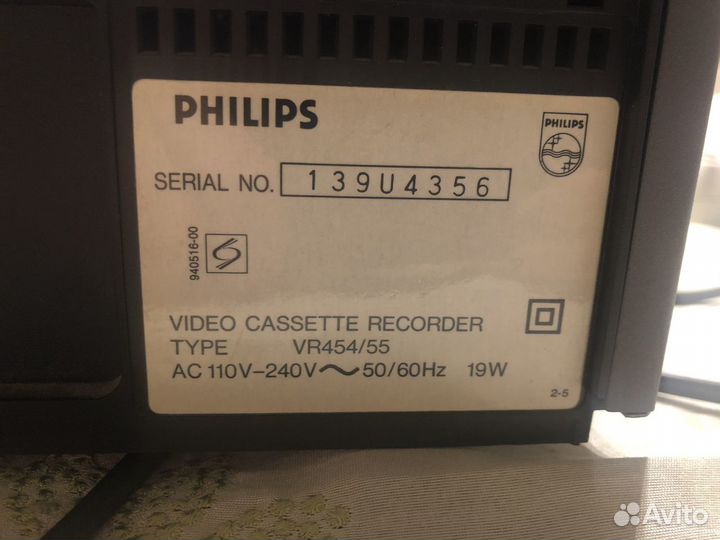 PHILIPS
PHILIPS
SERIAL NO. 139U4356
940516-00
VIDEO CASSETTE RECORDER
TYPE VR454/55
AC 110V-240V~50/60Hz 19W
2-5
Avito